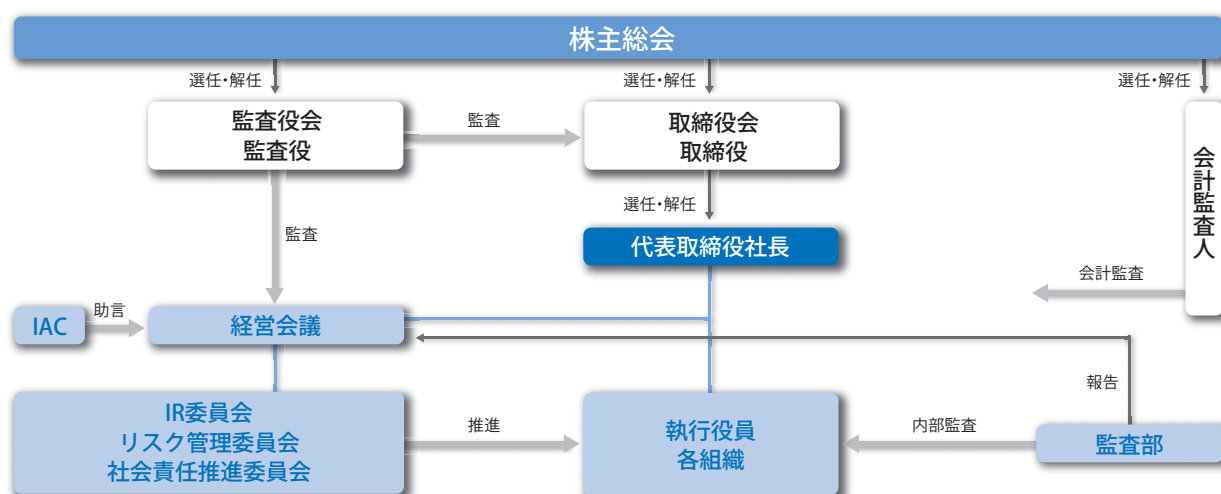 株主総会
選任・解任
選任・解任
選任・解任
監査役会
監査役
監査
取締役会
取締役
会計監査人
選任・解任
監査
代表取締役社長
会計監査
IAC
助言
経営会議
報告
IR委員会
リスク管理委員会
社会責任推進委員会
推進
執行役員
各組織
内部監査
監査部